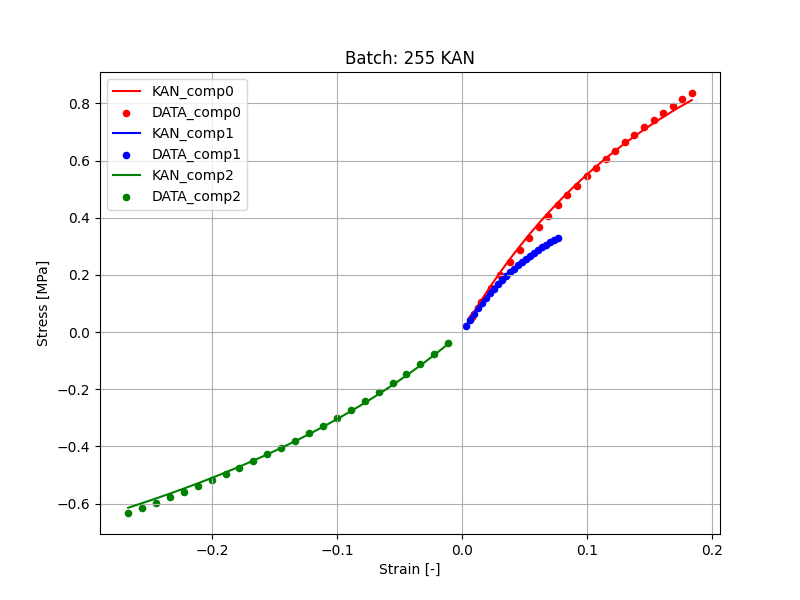 Batch: 255 KAN
KAN_comp0
DATA_comp0
KAN_comp1
DATA_comp1
KAN_comp2
DATA_comp2
Stress [MPa]
0.8
0.6
0.4
0.2
0.0
−0.2
−0.4
−0.6
−0.2
−0.1
0.0
0.1
0.2
Strain [-]